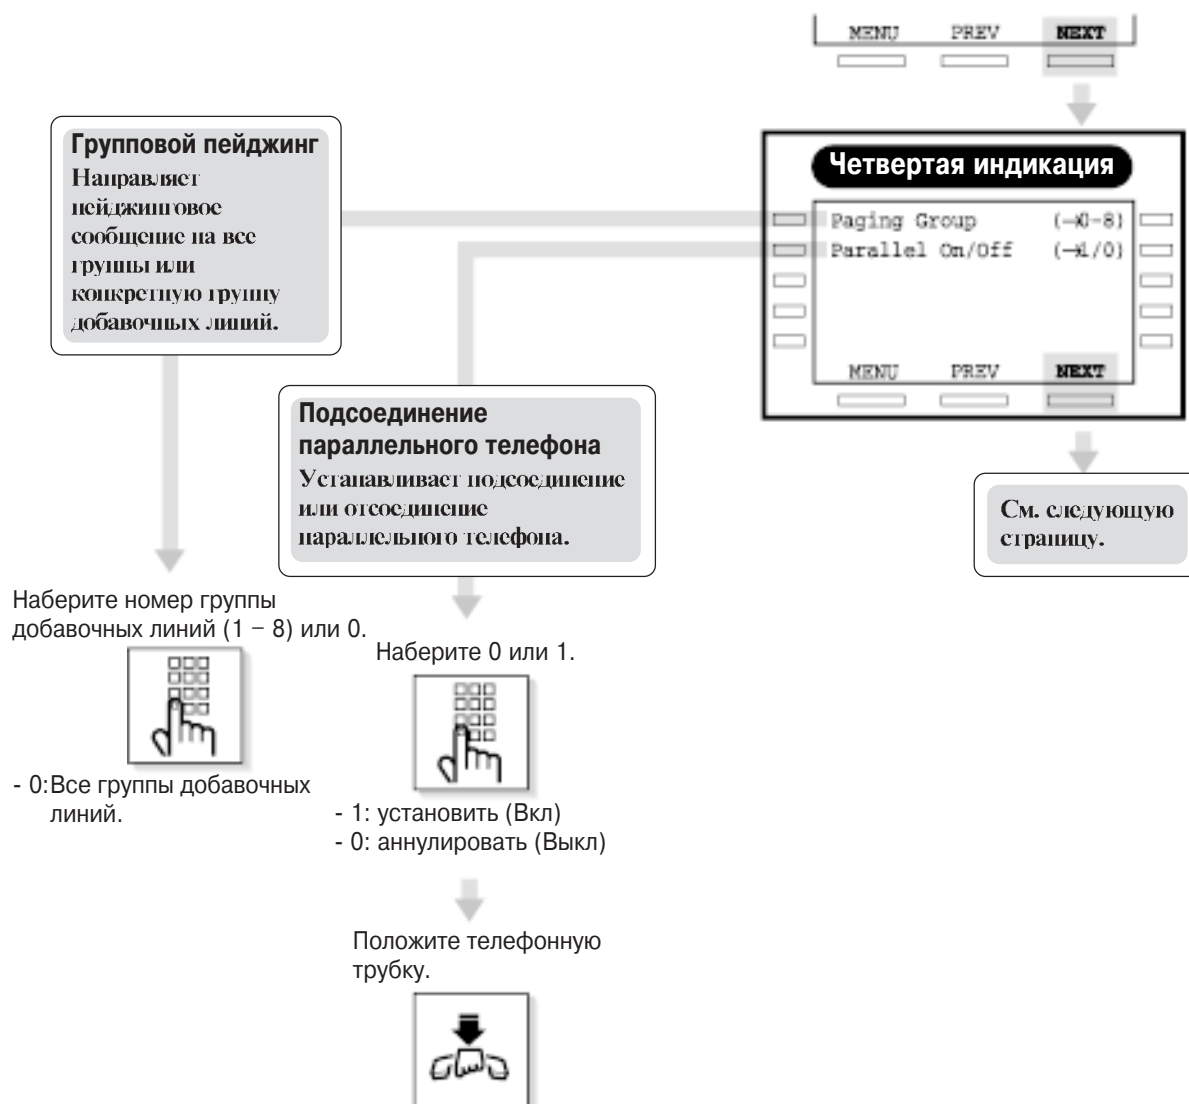 MENU PREV NEXT
Групповой пейджинг
Направляет
пейджинговое
сообщение на все
группы или
конкретную группу
добавочных линий.
Четвертая индикация
Paging Group (→0-8)
Parallel On/Off (→1/0)
MENU PREV NEXT
Подсоединение
параллельного телефона
Устанавливает подсоединение
или отсоединение
параллельного телефона.
См. следующую
страницу.
Наберите номер группы
добавочных линий (1 – 8) или 0.
- 0:Все группы добавочных
линий.
Наберите 0 или 1.
- 1: установить (Вкл)
- 0: аннулировать (Выкл)
Положите телефонную
трубку.